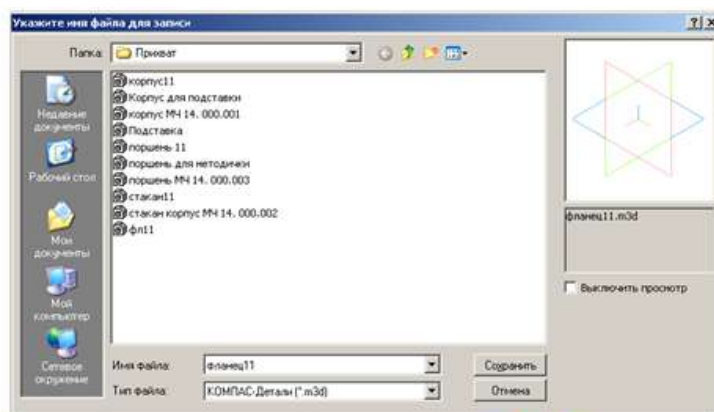 Укажите имя файла для записи
Папка: Прихват
Недавние документы
Рабочий стол
Мои документы
Мой компьютер
Сетевое окружение
корпус11
Корпус для подставки
корпус МЧ 14. 000.001
Подставка
поршень 11
поршень для методички
поршень МЧ 14. 000.003
стакан11
стакан корпус МЧ 14. 000.002
фл11
фланец11.m3d
Выключить просмотр
Имя файла: фланец11 Сохранить
Тип файла: КОМПАС-Детали (*.m3d) Отмена